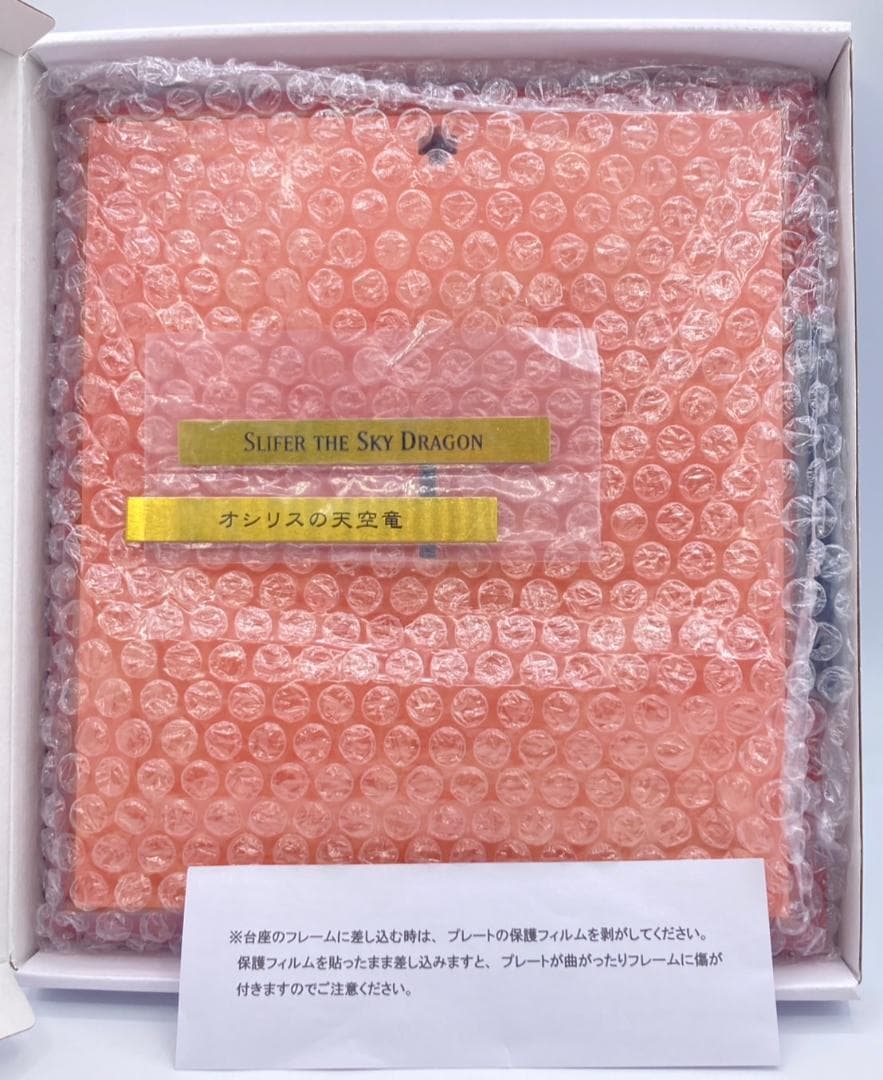 SLIFER THE SKY DRAGON
オシリスの天空竜
※台座のフレームに差し込む時は、プレートの保護フィルムを剥がしてください。
保護フィルムを貼ったまま差し込みますと、プレートが曲がったりフレームに傷が
付きますのでご注意ください。